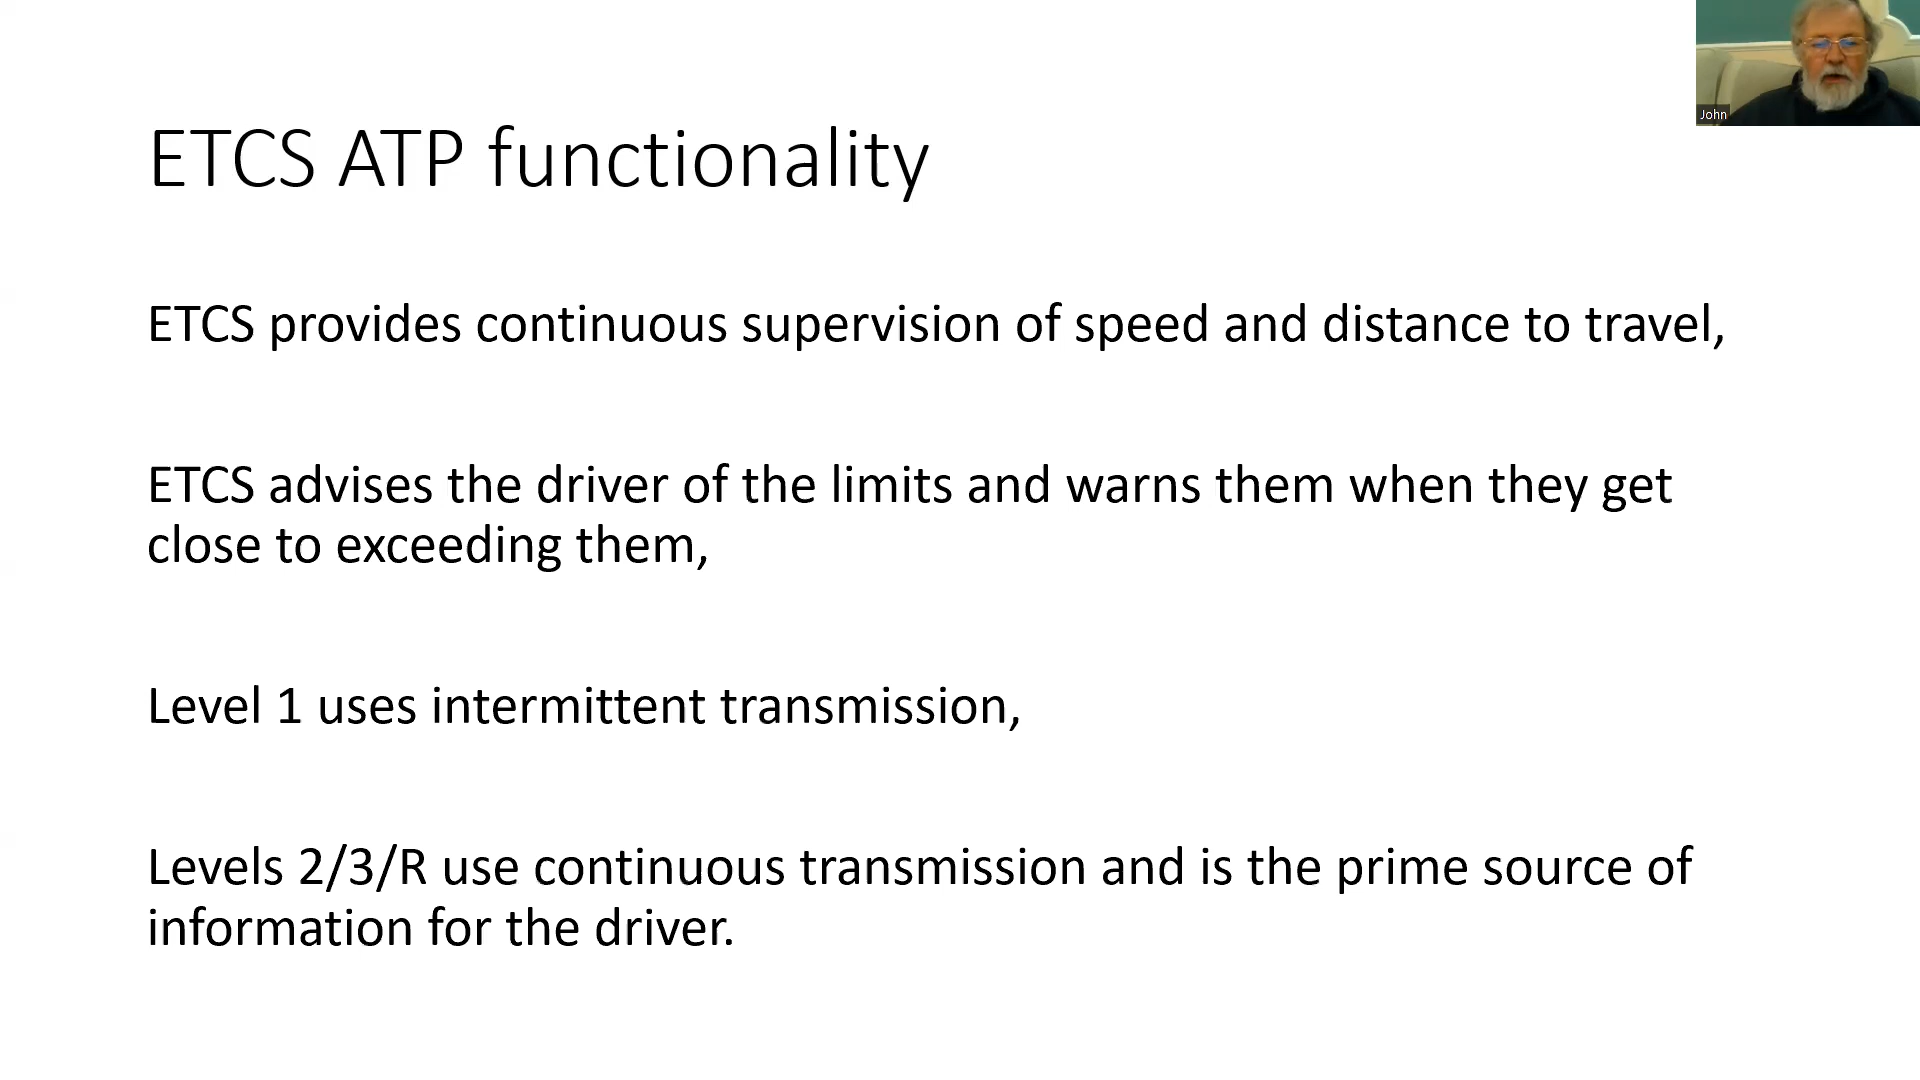 John
ETCS ATP functionality
ETCS provides continuous supervision of speed and distance to travel,
ETCS advises the driver of the limits and warns them when they get
close to exceeding them,
Level 1 uses intermittent transmission,
Levels 2/3/R use continuous transmission and is the prime source of
information for the driver.